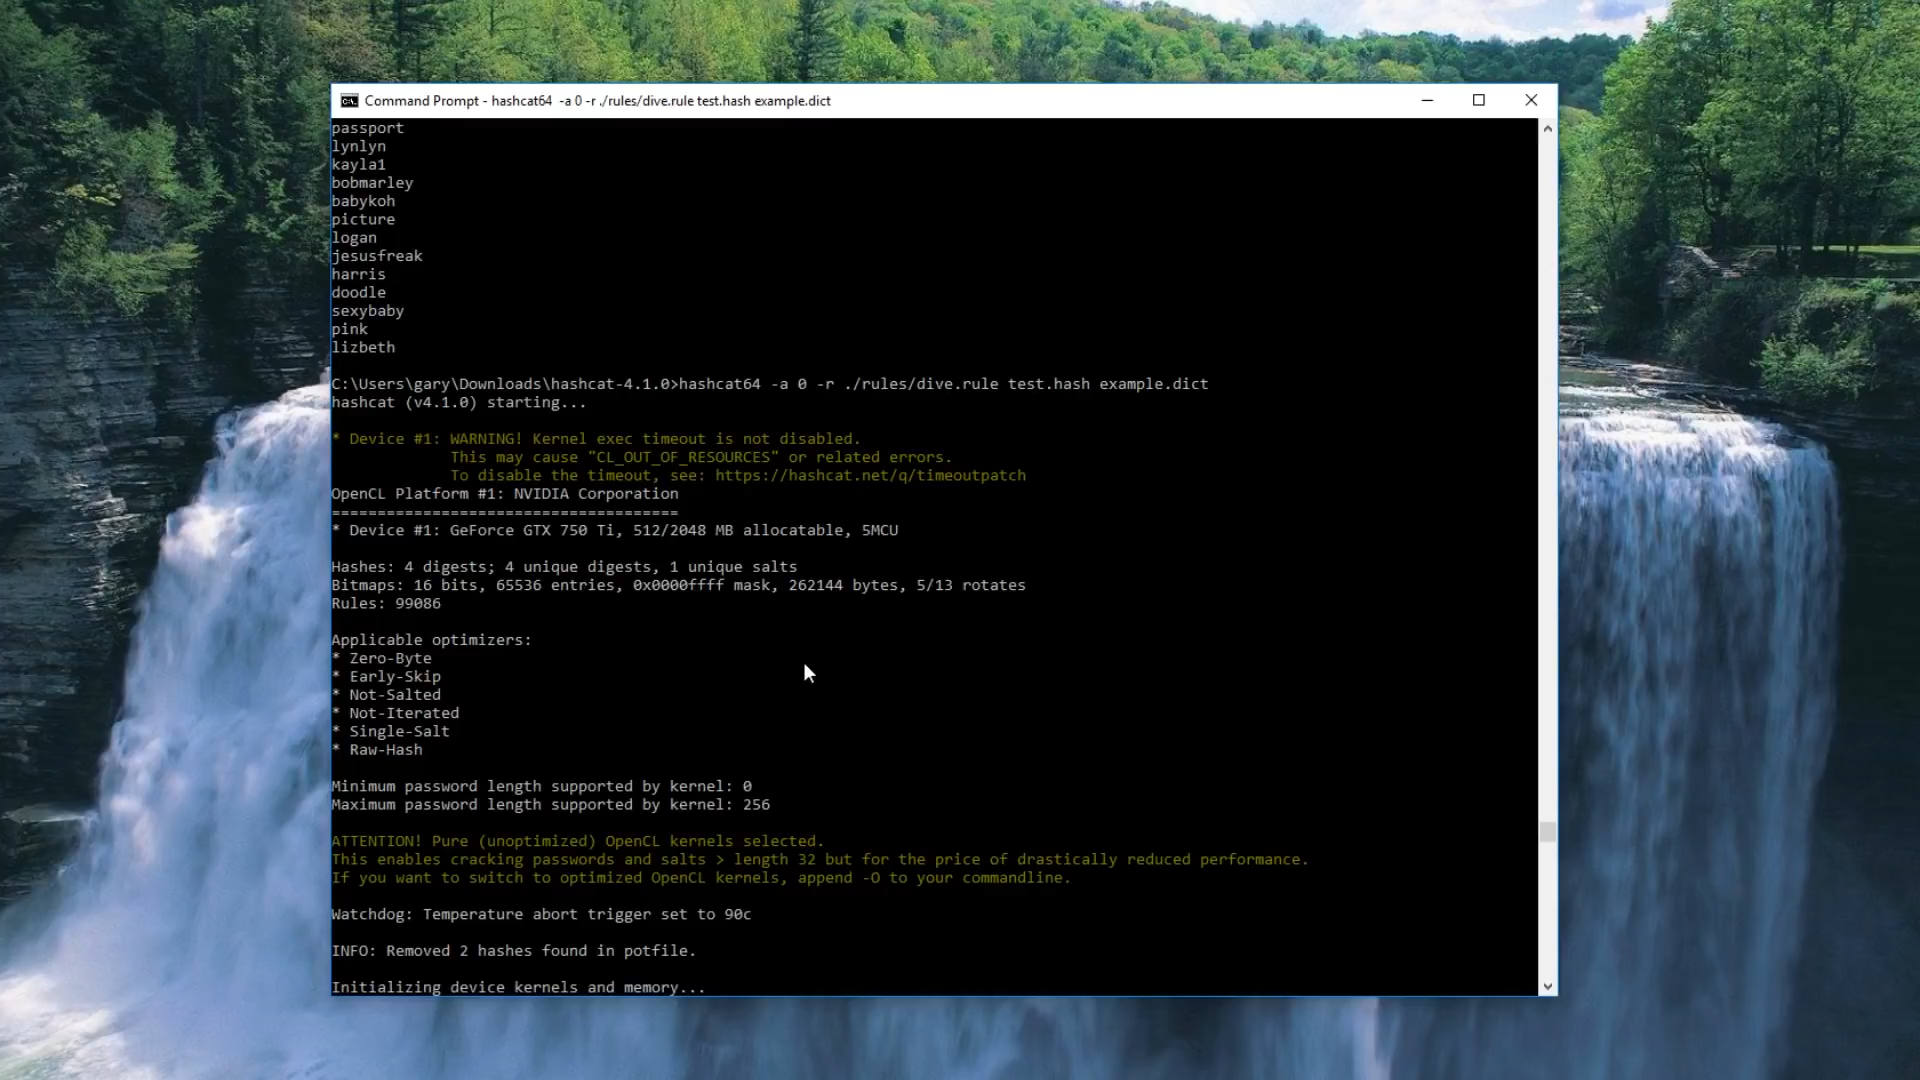 Command Prompt - hashcat64  -a 0 -r ./rules/dive.rule test.hash example.dict
passport
lynlyn
kayla1
bobmarley
babykoh
picture
logan
jesusfreak
harris
doodle
sexybaby
pink
lizbeth
C:\Users\gary\Downloads\hashcat-4.1.0>hashcat64 -a 0 -r ./rules/dive.rule test.hash example.dict
hashcat (v4.1.0) starting...
* Device #1: WARNING! Kernel exec timeout is not disabled.
This may cause "CL_OUT_OF_RESOURCES" or related errors.
To disable the timeout, see: https://hashcat.net/q/timeoutpatch
OpenCL Platform #1: NVIDIA Corporation
======================================
* Device #1: GeForce GTX 750 Ti, 512/2048 MB allocatable, 5MCU
Hashes: 4 digests; 4 unique digests, 1 unique salts
Bitmaps: 16 bits, 65536 entries, 0x0000ffff mask, 262144 bytes, 5/13 rotates
Rules: 99086
Applicable optimizers:
* Zero-Byte
* Early-Skip
* Not-Salted
* Not-Iterated
* Single-Salt
* Raw-Hash
Minimum password length supported by kernel: 0
Maximum password length supported by kernel: 256
ATTENTION! Pure (unoptimized) OpenCL kernels selected.
This enables cracking passwords and salts > length 32 but for the price of drastically reduced performance.
If you want to switch to optimized OpenCL kernels, append -O to your commandline.
Watchdog: Temperature abort trigger set to 90c
INFO: Removed 2 hashes found in potfile.
Initializing device kernels and memory...